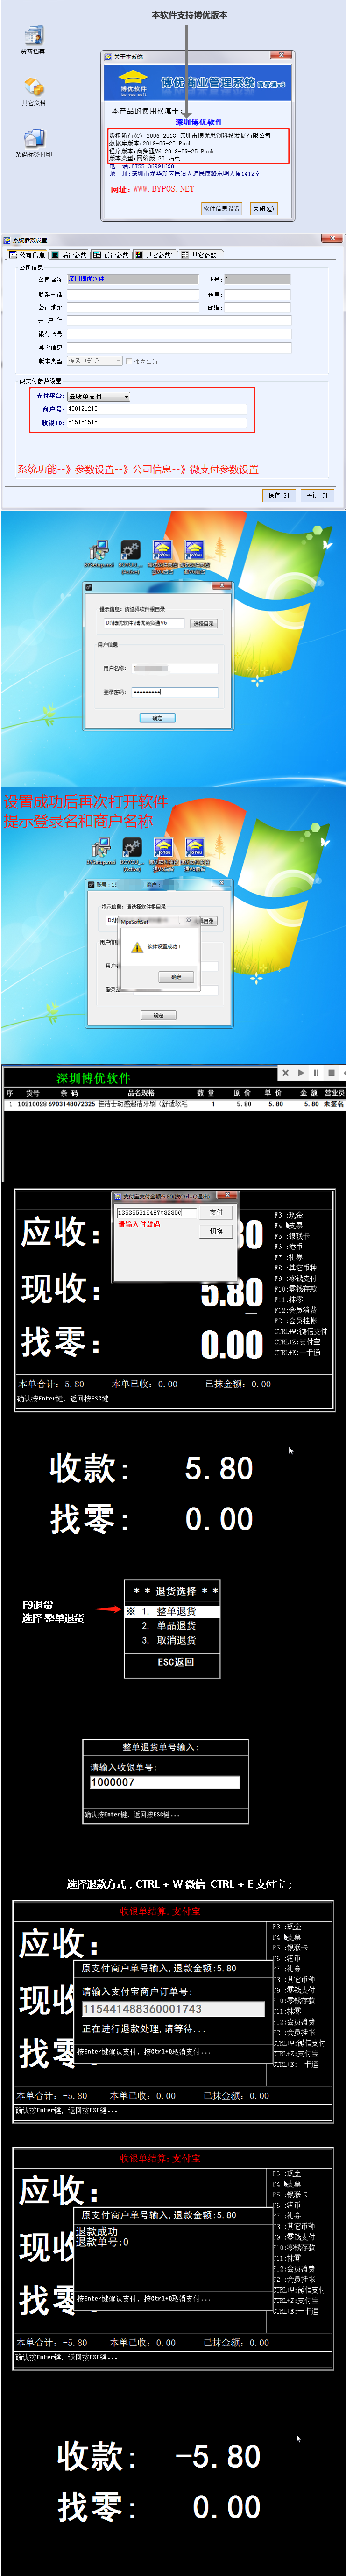 本软件支持博优版本
货商档案
其它资料
条码标签打印
关于本系统
博优软件
博优商业管理系统 商贸通v6
本产品的使用权属于:
深圳博优软件
版权所有(C) 2006-2018 深圳市博优思创科技发展有限公司
数据库版本:2018-09-25 Pack
程序版本:商贸通V6 2018-09-25 Pack
版本类型:网络版 20 站点
电 话:0755-36991698
地 址:深圳市龙华新区民治大道民康路东明大厦1412室
网址: WWW.BYPOS.NET
软件信息设置 关闭(C)
系统参数设置
公司信息 后台参数 前台参数 其它参数1 其它参数2
公司信息
公司名称: 深圳博优软件 店号: 1
联系电话: 传真:
公司地址: 邮编:
开 户 行:
银行账号:
其它信息:
版本类型: 连锁总部版本 独立会员
微支付参数设置
支付平台: 云收单支付
商户号: 400121213
收银ID: 515151515
系统功能--》参数设置--》公司信息--》微支付参数设置
保存[S] 关闭[C]
提示信息: 请选择软件根目录
D:\博优软件\博优商贸通V6 选择目录
用户信息
商户名称:
登录密码: *********
确定
设置成功后再次打开软件，
提示登录名和商户名称
提示信息: 请选择软件根目录
MpsSoftSet
软件设置成功！
确定
确定
深圳博优软件
序 货号 条 码 品名规格 数 量 原 价 单 价 金 额 营业员
1 10210028 6903148072325 佳洁士动感超洁牙刷（舒适软毛 1 5.80 5.80 5.80 未签名
支付宝支付金额:5.80(按Ctrl+Q退出)
135355315487082350 支付
请输入付款码
切换
应收:
现收: 5.80
找零: 0.00
F3 :现金
F4 :支票
F5 :银联卡
F6 :港币
F7 :礼券
F8 :其它币种
F9 :零钱支付
F10:零钱存款
F11:抹零
F12:会员消费
F2 :会员挂帐
CTRL+W:微信支付
CTRL+Z:支付宝
CTRL+E:一卡通
本单合计: 5.80 本单已收: 0.00 已抹金额: 0.00
确认按Enter键, 返回按ESC键...
收款: 5.80
找零: 0.00
F9退货
选择 整单退货
* * 退货选择 * *
※ 1. 整单退货
2. 单品退货
3. 取消退货
ESC返回
整单退货单号输入:
请输入收银单号:
1000007
确认按Enter键, 返回按ESC键...
选择退款方式，CTRL + W 微信 CTRL + E 支付宝；
收银单结算: 支付宝
应收:
现收
找零
原支付商户单号输入,退款金额:5.80
请输入支付宝商户订单号:
115441488360001743
正在进行退款处理,请等待...
按Enter键确认支付, 按Ctrl+Q取消支付...
F3 :现金
F4 :支票
F5 :银联卡
F6 :港币
F7 :礼券
F8 :其它币种
F9 :零钱支付
F10:零钱存款
F11:抹零
F12:会员消费
F2 :会员挂帐
CTRL+W:微信支付
CTRL+Z:支付宝
CTRL+E:一卡通
本单合计: -5.80 本单已收: 0.00 已抹金额: 0.00
确认按Enter键, 返回按ESC键...
收银单结算: 支付宝
应收:
现收
找零
原支付商户单号输入,退款金额:5.80
退款成功
退款单号:0
按Enter键确认支付, 按Ctrl+Q取消支付...
F3 :现金
F4 :支票
F5 :银联卡
F6 :港币
F7 :礼券
F8 :其它币种
F9 :零钱支付
F10:零钱存款
F11:抹零
F12:会员消费
F2 :会员挂帐
CTRL+W:微信支付
CTRL+Z:支付宝
CTRL+E:一卡通
本单合计: -5.80 本单已收: 0.00 已抹金额: 0.00
确认按Enter键, 返回按ESC键...
收款: -5.80
找零: 0.00